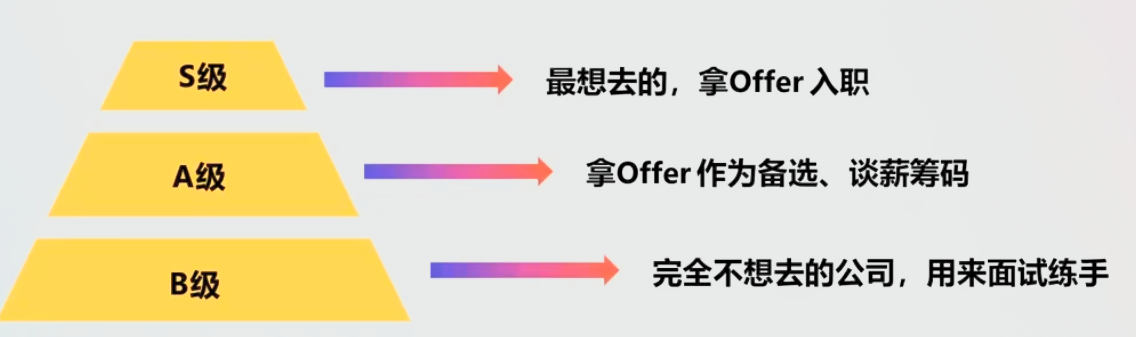 S级
最想去的，拿Offer入职
A级
拿Offer作为备选、谈薪筹码
B级
完全不想去的公司，用来面试练手